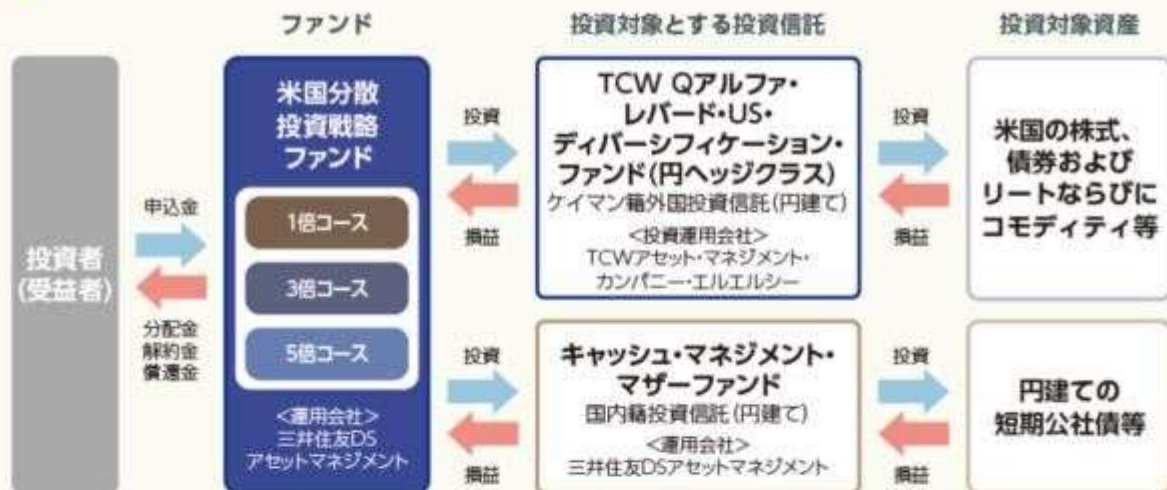 ファンド
投資対象とする投資信託
投資対象資産
投資者
(受益者)
申込金
分配金
解約金
償還金
米国分散
投資戦略
ファンド
1倍コース
3倍コース
5倍コース
<運用会社>
三井住友DS
アセットマネジメント
投資
損益
TCW Qアルファ・
レバード・US・
ディバーシフィケーション・
ファンド(円ヘッジクラス)
ケイマン籍外国投資信託(円建て)
<投資運用会社>
TCWアセット・マネジメント・
カンパニー・エルエルシー
投資
損益
米国の株式、
債券および
リートならびに
コモディティ等
投資
損益
キャッシュ・マネジメント・
マザーファンド
国内籍投資信託(円建て)
<運用会社>
三井住友DSアセットマネジメント
投資
損益
円建ての
短期公社債等